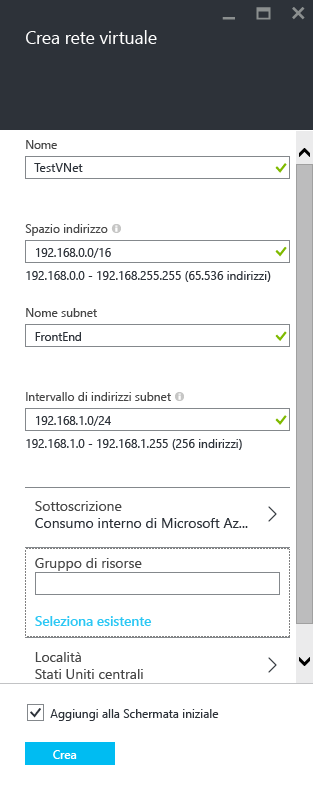 Crea rete virtuale
Nome
TestVNet
Spazio indirizzo
192.168.0.0/16
192.168.0.0 - 192.168.255.255 (65.536 indirizzi)
Nome subnet
FrontEnd
Intervallo di indirizzi subnet
192.168.1.0/24
192.168.1.0 - 192.168.1.255 (256 indirizzi)
Sottoscrizione
Consumo interno di Microsoft Az...
Gruppo di risorse
Seleziona esistente
Località
Stati Uniti centrali
Aggiungi alla Schermata iniziale
Crea